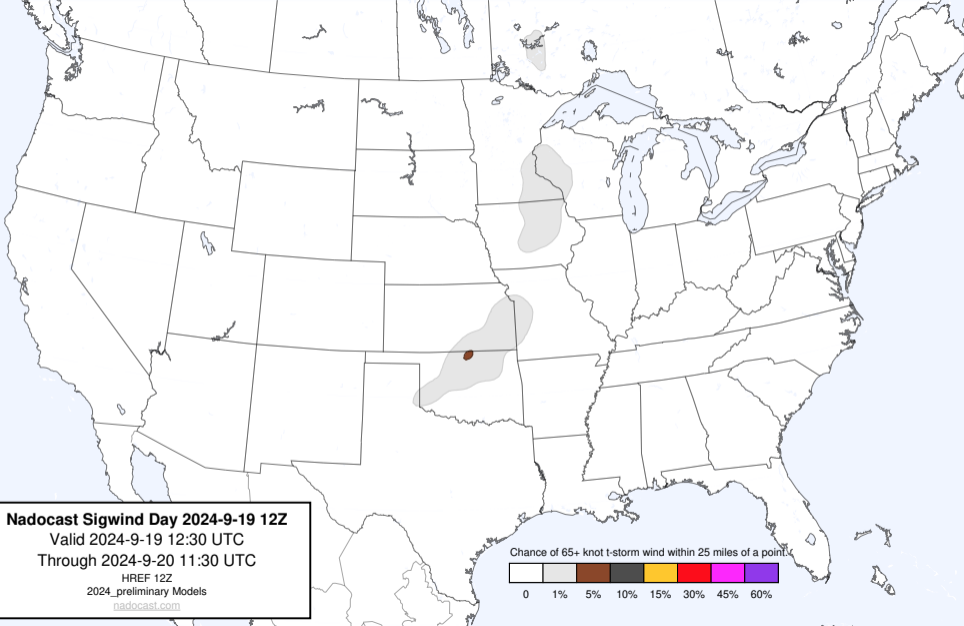 Nadocast Sigwind Day 2024-9-19 12Z
Valid 2024-9-19 12:30 UTC
Through 2024-9-20 11:30 UTC
HREF 12Z
2024_preliminary Models
nadocast.com
Chance of 65+ knot t-storm wind within 25 miles of a point.
0 1% 5% 10% 15% 30% 45% 60%